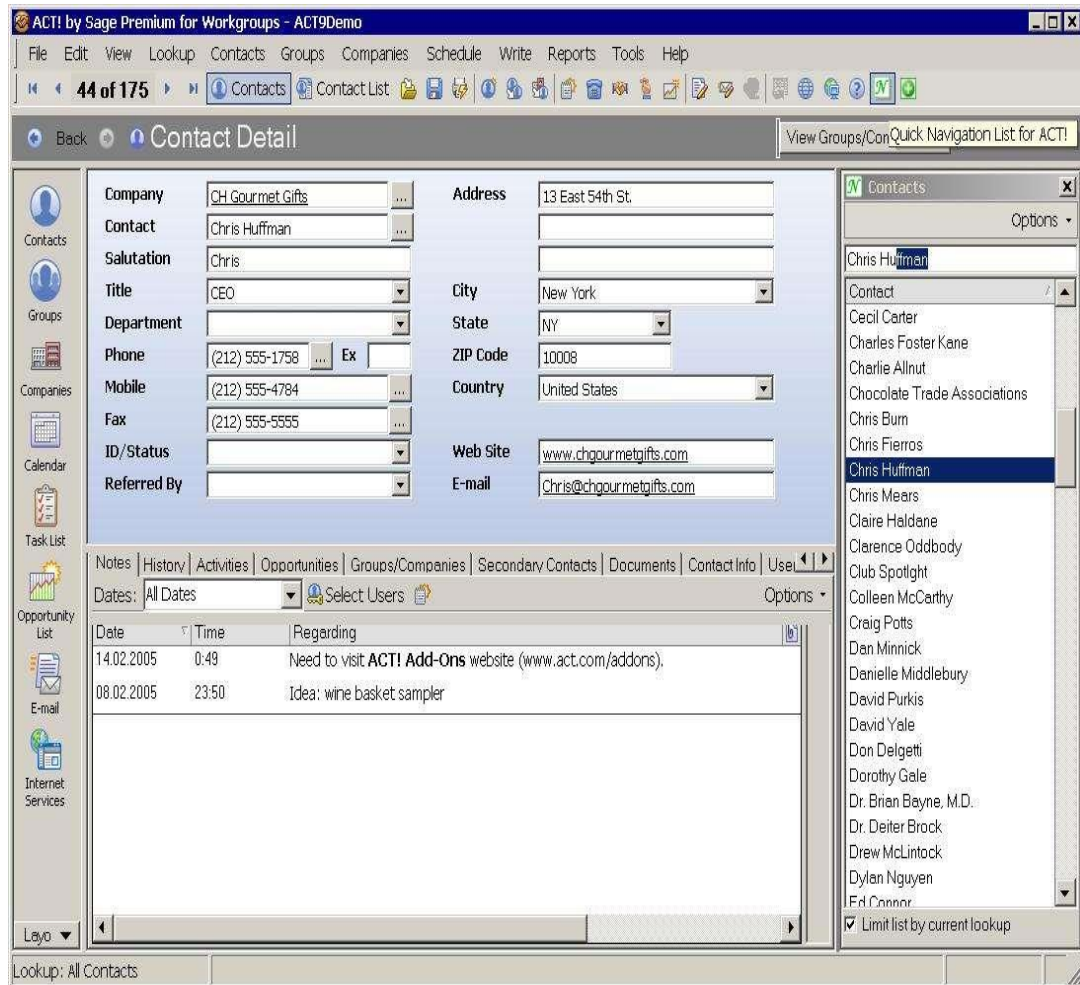 ACT! by Sage Premium for Workgroups - ACT9Demo
File Edit View Lookup Contacts Groups Companies Schedule Write Reports Tools Help
44 of 175 Contacts Contact List
Back Contact Detail
View Groups/Con
Quick Navigation List for ACT!
Contacts
Groups
Companies
Calendar
Task List
Opportunity
List
E-mail
Internet
Services
Layo
Company CH Gourmet Gifts ... Address 13 East 54th St.
Contact Chris Huffman ...
Salutation Chris
Title CEO City New York
Department State NY
Phone (212) 555-1758 ... Ex ZIP Code 10008
Mobile (212) 555-4784 ... Country United States
Fax (212) 555-5555 ...
ID/Status Web Site www.chgourmetgifts.com
Referred By E-mail Chris@chgourmetgifts.com
Notes History Activities Opportunities Groups/Companies Secondary Contacts Documents Contact Info User
Dates: All Dates Select Users Options
Date Time Regarding
14.02.2005 0:49 Need to visit ACT! Add-Ons website (www.act.com/addons).
08.02.2005 23:50 Idea: wine basket sampler
N Contacts x
Options
Chris Huffman
Contact
Cecil Carter
Charles Foster Kane
Charlie Allnut
Chocolate Trade Associations
Chris Burn
Chris Fierros
Chris Huffman
Chris Mears
Claire Haldane
Clarence Oddbody
Club Spotlght
Colleen McCarthy
Craig Potts
Dan Minnick
Danielle Middlebury
David Purkis
David Yale
Don Delgetti
Dorothy Gale
Dr. Brian Bayne, M.D.
Dr. Deiter Brock
Drew McLintock
Dylan Nguyen
Ed Connor
Limit list by current lookup
Lookup: All Contacts